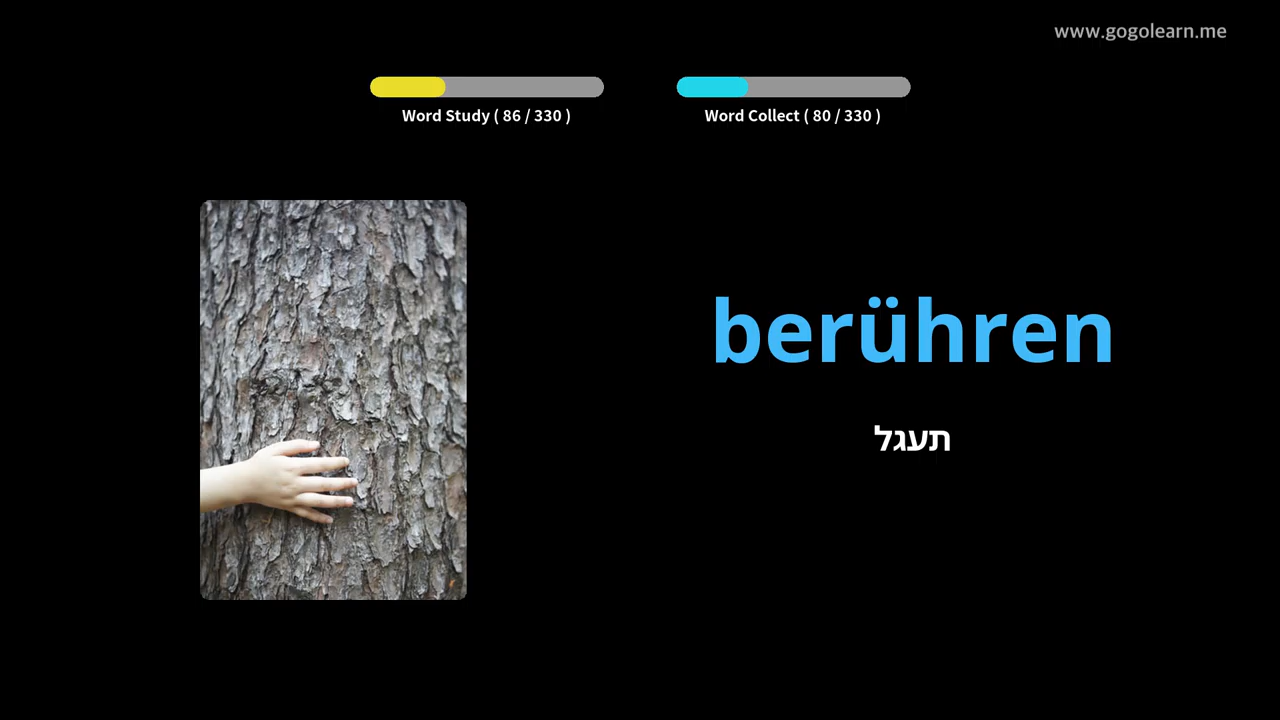 www.gogolearn.me
Word Study ( 86 / 330 )
Word Collect ( 80 / 330 )
berühren
תעגל